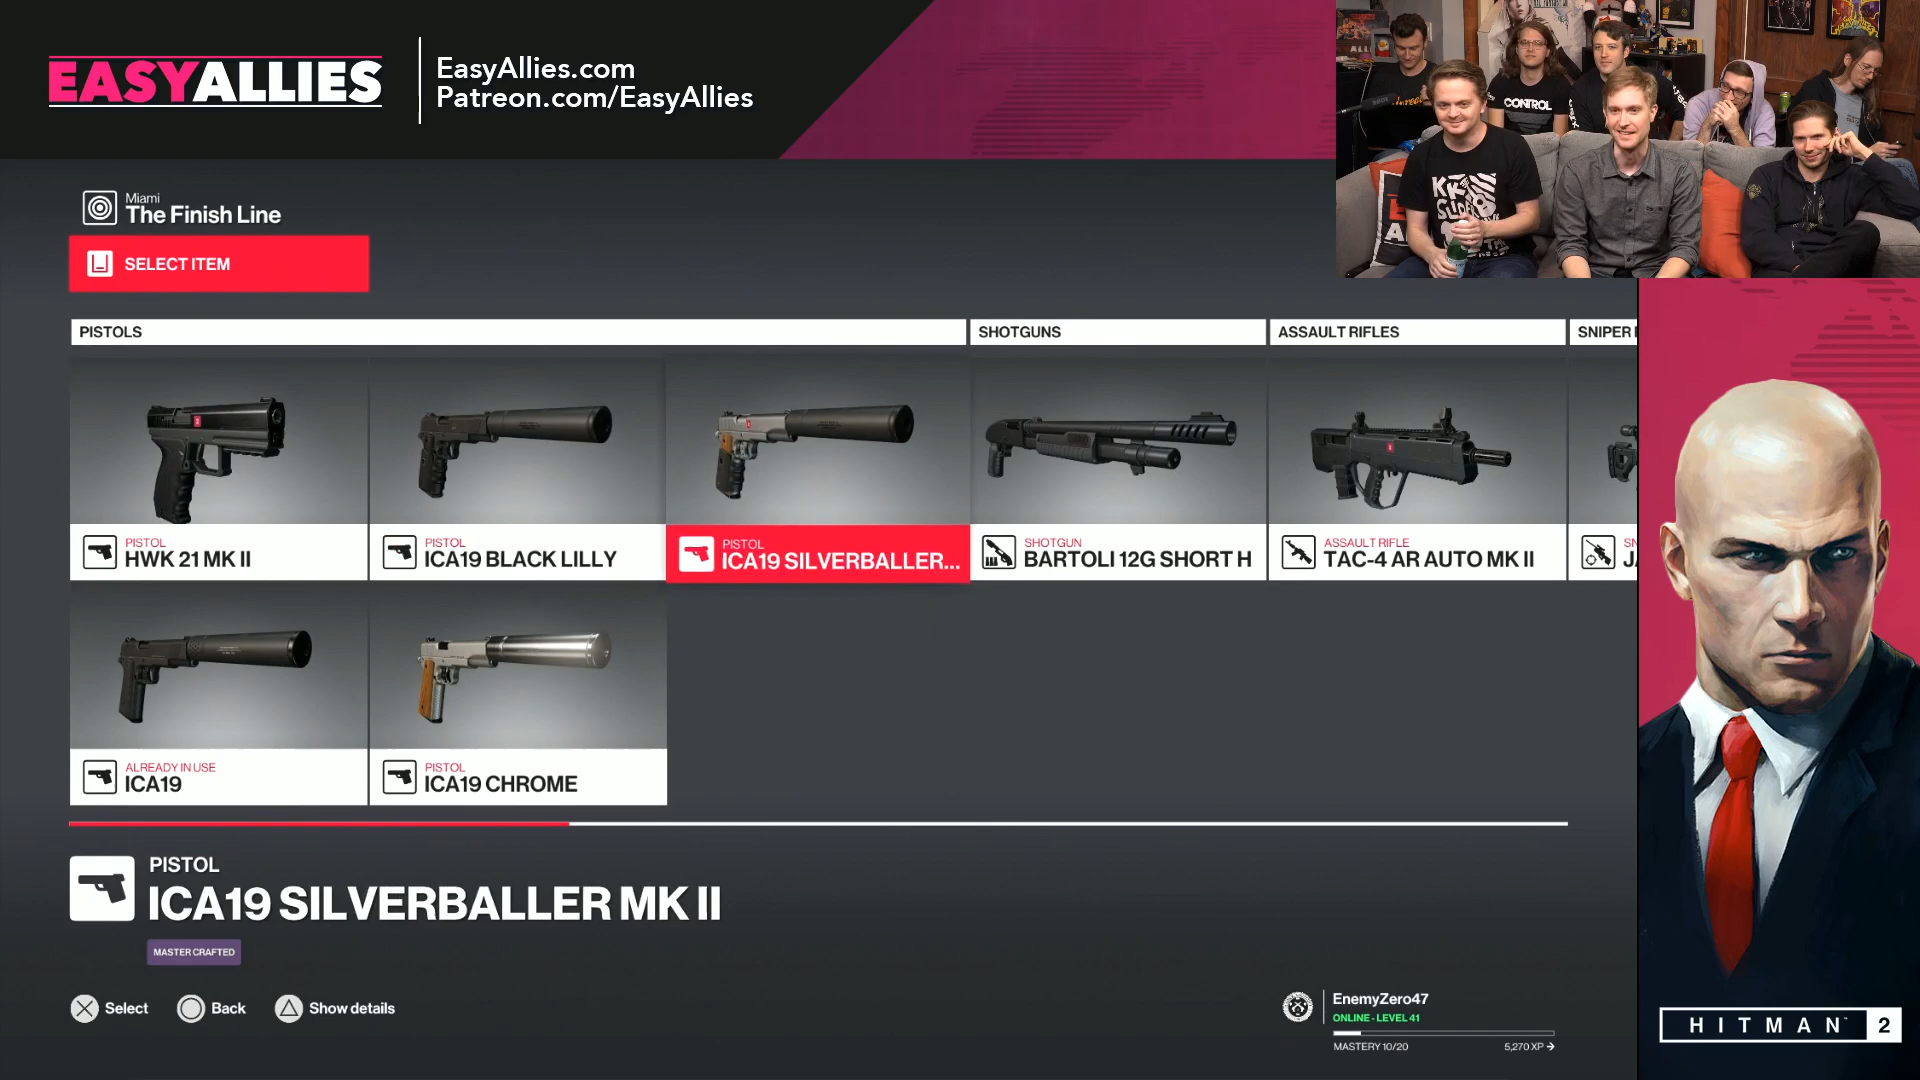 EASYALLIES
EasyAllies.com
Patreon.com/EasyAllies
CONTROL
Miami
The Finish Line
SELECT ITEM
PISTOLS
SHOTGUNS
ASSAULT RIFLES
SNIPER
PISTOL
HWK 21 MK II
PISTOL
ICA19 BLACK LILLY
PISTOL
ICA19 SILVERBALLER...
SHOTGUN
BARTOLI 12G SHORT H
ASSAULT RIFLE
TAC-4 AR AUTO MK II
ALREADY IN USE
ICA19
PISTOL
ICA19 CHROME
PISTOL
ICA19 SILVERBALLER MK II
MASTER CRAFTED
Select
Back
Show details
EnemyZero47
ONLINE - LEVEL 41
MASTERY 10/20
5,270 XP →
HITMAN™ 2